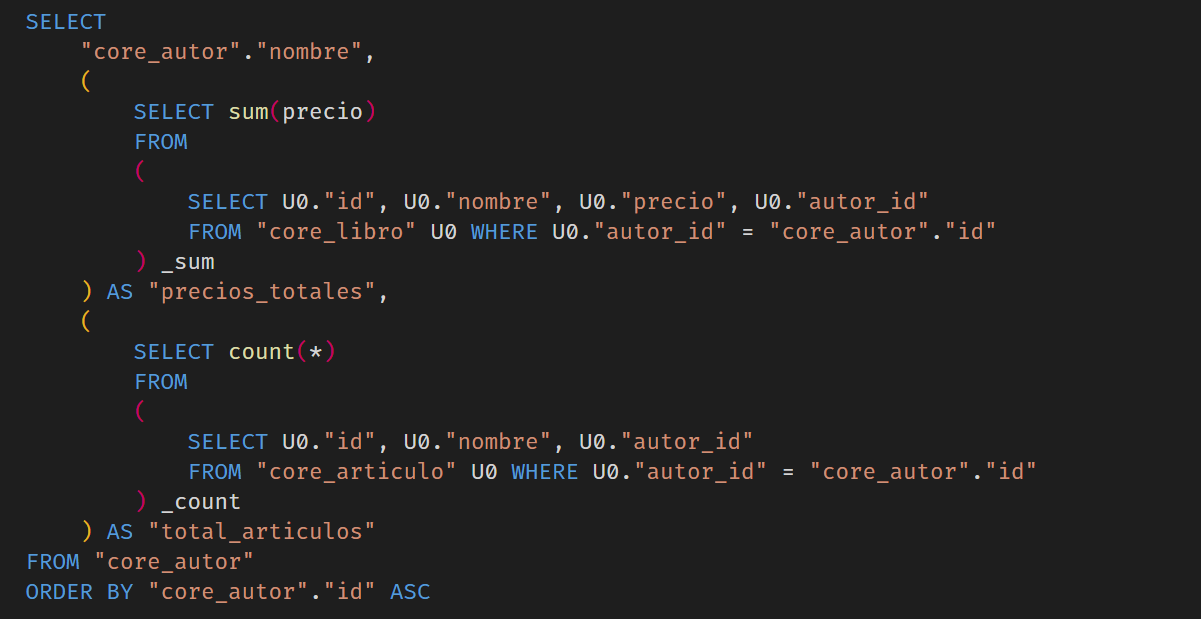 SELECT
"core_autor"."nombre",
(
SELECT sum(precio)
FROM
(
SELECT U0."id", U0."nombre", U0."precio", U0."autor_id"
FROM "core_libro" U0 WHERE U0."autor_id" = "core_autor"."id"
) _sum
) AS "precios_totales",
(
SELECT count(*)
FROM
(
SELECT U0."id", U0."nombre", U0."autor_id"
FROM "core_articulo" U0 WHERE U0."autor_id" = "core_autor"."id"
) _count
) AS "total_articulos"
FROM "core_autor"
ORDER BY "core_autor"."id" ASC